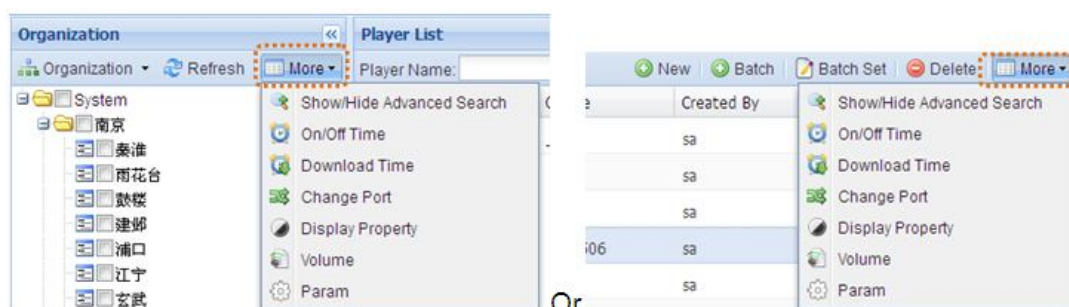 Organization
Player List
Organization Refresh More Player Name:
System
南京
秦淮
雨花台
鼓楼
建邺
浦口
江宁
玄武
Show/Hide Advanced Search
On/Off Time
Download Time
Change Port
Display Property
Volume
Param
Or
New Batch Batch Set Delete More
Created By
sa
sa
sa
506 sa
sa
Show/Hide Advanced Search
On/Off Time
Download Time
Change Port
Display Property
Volume
Param